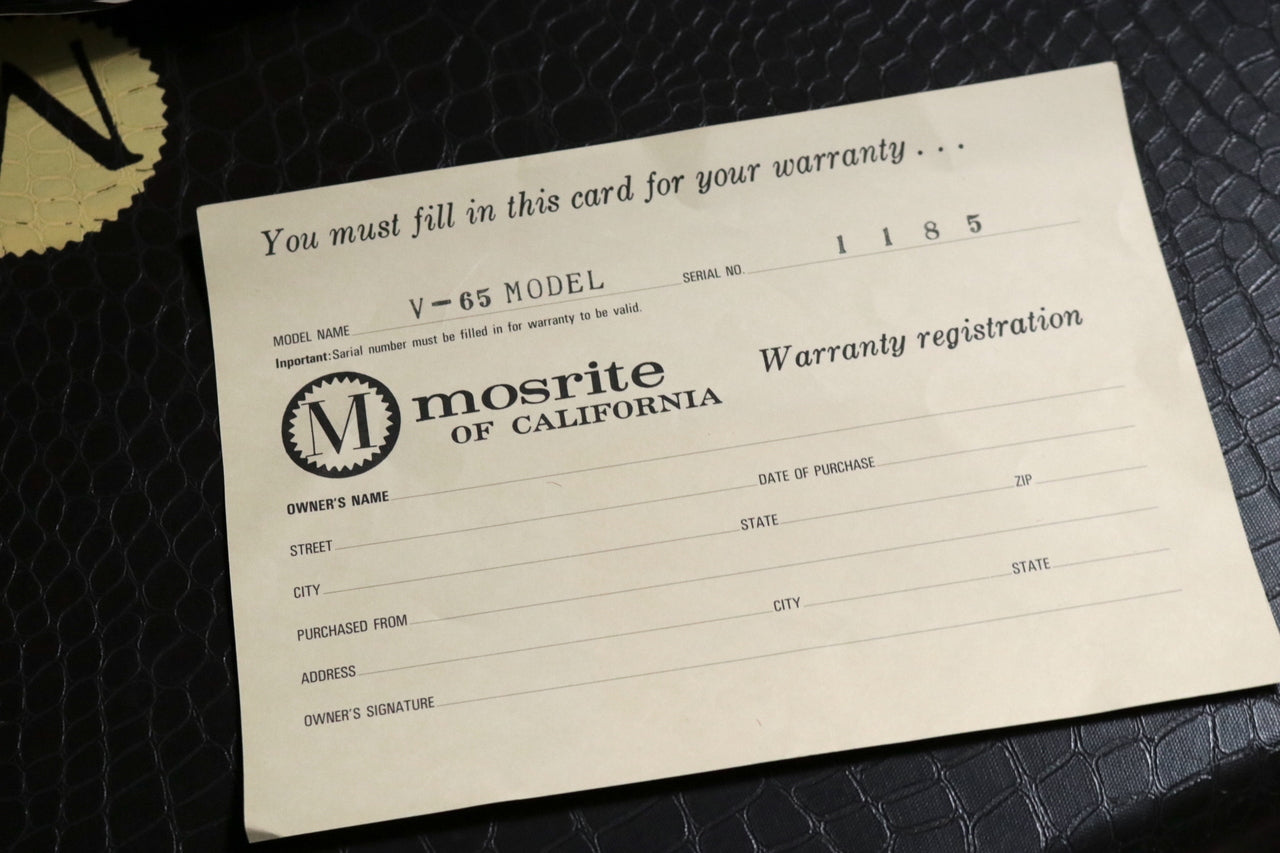 You must fill in this card for your warranty . . .
MODEL NAME V-65 MODEL SERIAL NO. 1 1 8 5
Inportant:Sarial number must be filled in for warranty to be valid.
M mosrite OF CALIFORNIA
Warranty registration
OWNER'S NAME
STREET DATE OF PURCHASE
CITY STATE ZIP
PURCHASED FROM
ADDRESS CITY STATE
OWNER'S SIGNATURE